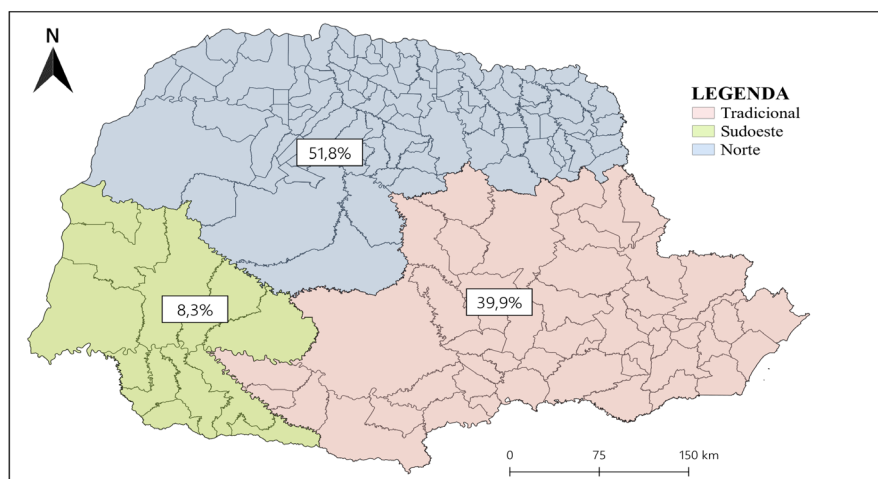 N
LEGENDA
Tradicional
Sudoeste
Norte
51,8%
8,3%
39,9%
0 75 150 km